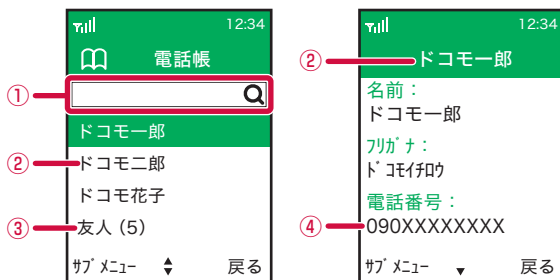 12:34
電話帳
①
ドコモ一郎
② ドコモ二郎
ドコモ花子
③ 友人 (5)
ｻﾌﾞﾒﾆｭｰ 戻る
12:34
② ドコモ一郎
名前：
ドコモ一郎
ﾌﾘｶﾞﾅ：
ﾄﾞｺﾓｲﾁﾛｳ
電話番号：
④ 090XXXXXXXX
ｻﾌﾞﾒﾆｭｰ 戻る